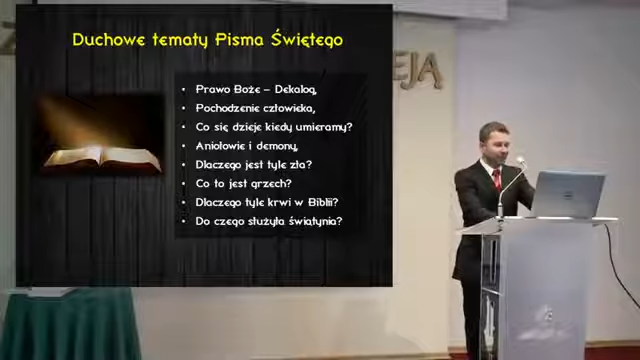 Duchowe tematy Pisma Świętego
EJĄ
• Prawo Boże – Dekalog,
• Pochodzenie człowieka,
• Co się dzieje kiedy umieramy?
• Aniołowie i demony,
• Dlaczego jest tyle zła?
• Co to jest grzech?
• Dlaczego tyle krwi w Biblii?
• Do czego służyła świątynia?